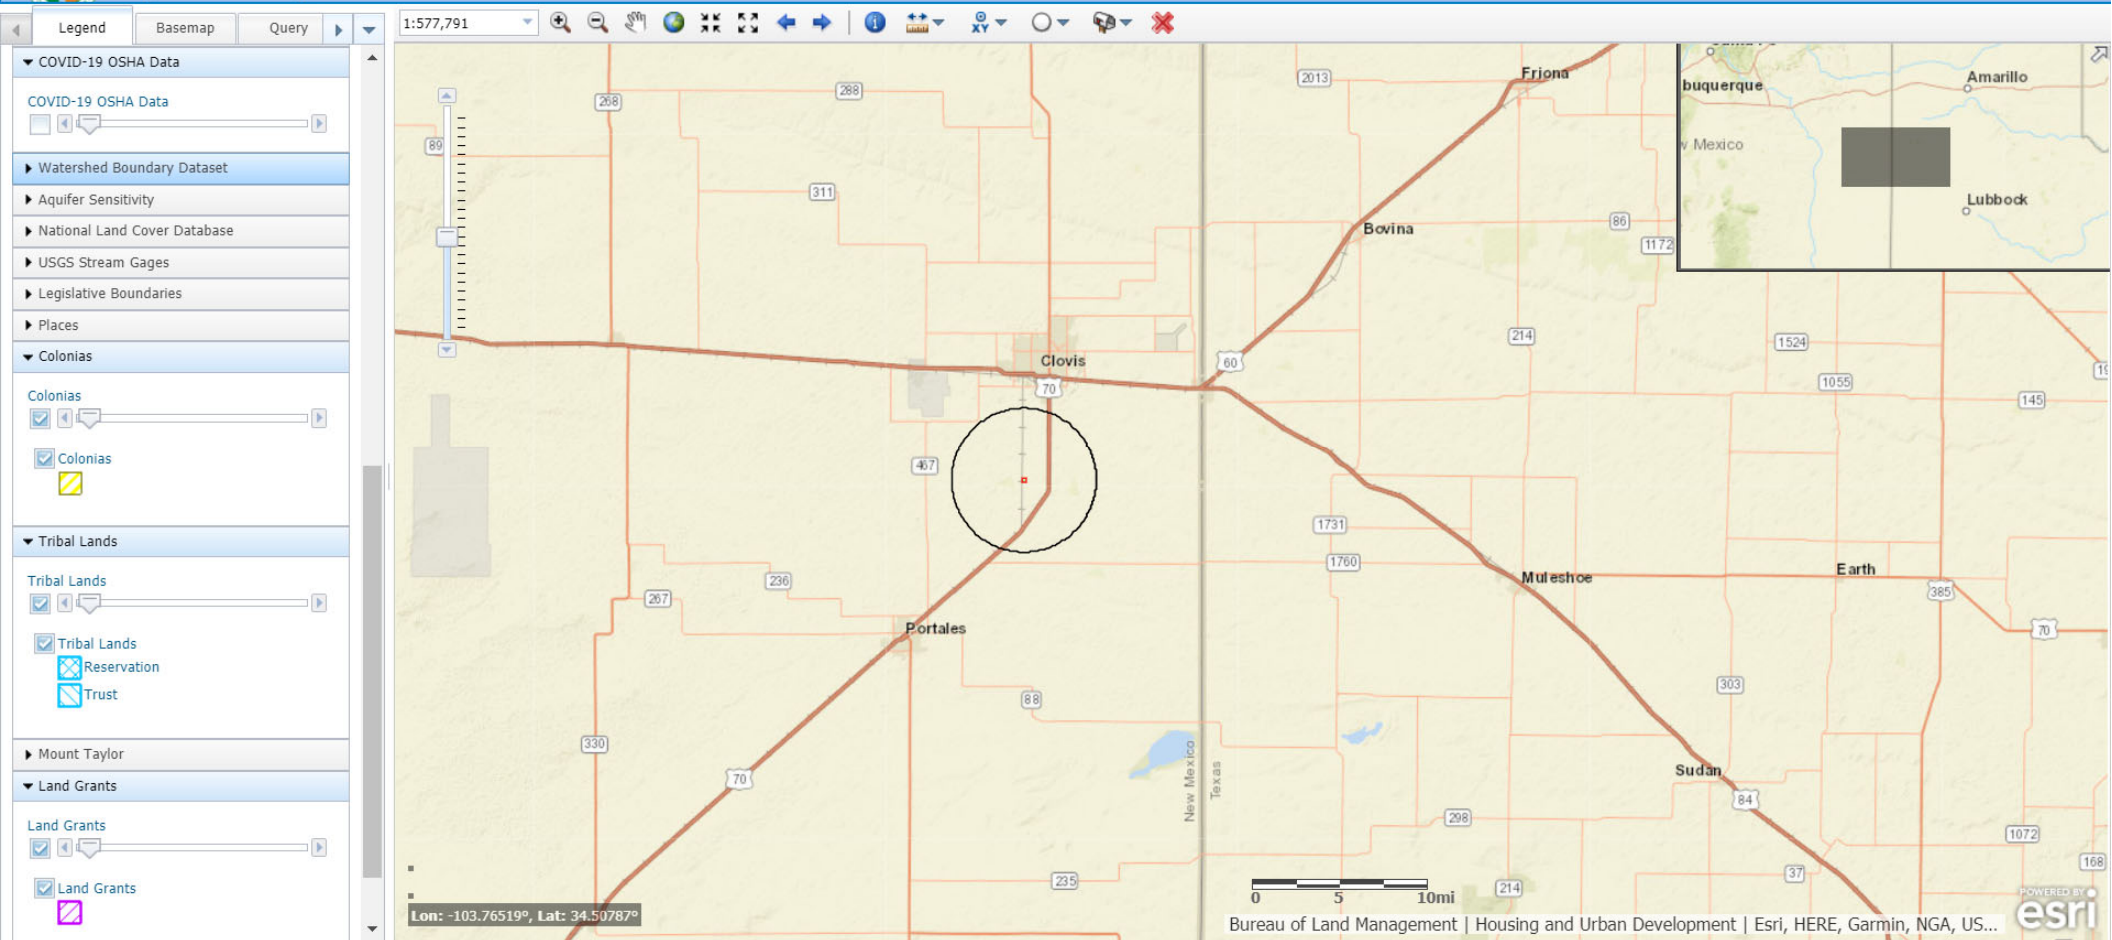 Legend
Basemap
Query
1:577,791
COVID-19 OSHA Data
COVID-19 OSHA Data
Watershed Boundary Dataset
Aquifer Sensitivity
National Land Cover Database
USGS Stream Gages
Legislative Boundaries
Places
Colonias
Colonias
Colonias
Tribal Lands
Tribal Lands
Tribal Lands
Reservation
Trust
Mount Taylor
Land Grants
Land Grants
Land Grants
XY
268
288
2013
Friona
89
311
Bovina
86
1172
buquerque
Amarillo
w Mexico
Lubbock
Clovis
70
60
214
1524
1055
145
467
1731
1760
Muleshoe
Earth
385
70
236
267
Portales
88
303
330
70
New Mexico
Texas
Sudan
84
298
1072
168
37
235
214
0 5 10mi
Lon: -103.76519°, Lat: 34.50787°
Bureau of Land Management | Housing and Urban Development | Esri, HERE, Garmin, NGA, US...
POWERED BY
esri